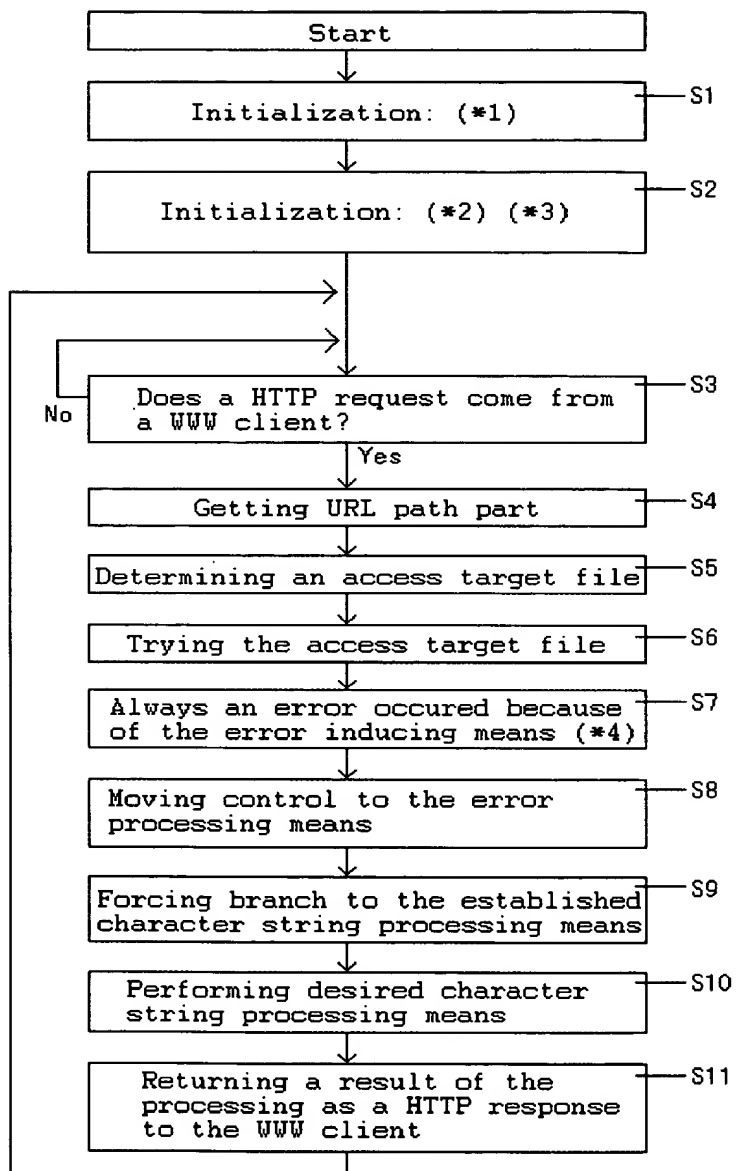 Start
Initialization: (*1)
S1
Initialization: (*2) (*3)
S2
Does a HTTP request come from
a WWW client?
S3
No
Yes
Getting URL path part
S4
Determining an access target file
S5
Trying the access target file
S6
Always an error occured because
of the error inducing means (*4)
S7
Moving control to the error
processing means
S8
Forcing branch to the established
character string processing means
S9
Performing desired character
string processing means
S10
Returning a result of the
processing as a HTTP response
to the WWW client
S11